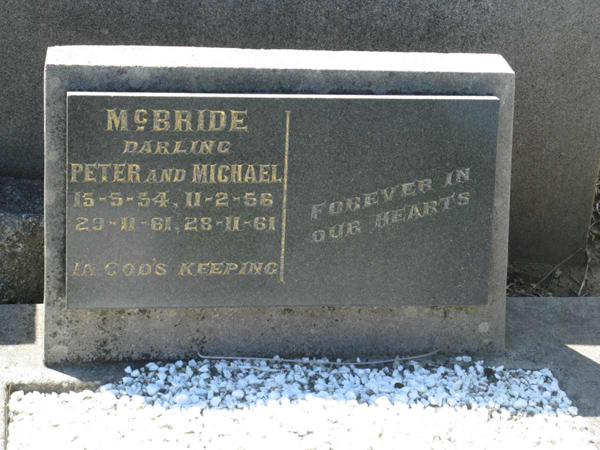 McBRIDE
DARLING
PETER AND MICHAEL
15-5-54, 11-2-56
29-11-61, 28-11-61
IN GOD'S KEEPING
FOREVER IN
OUR HEARTS